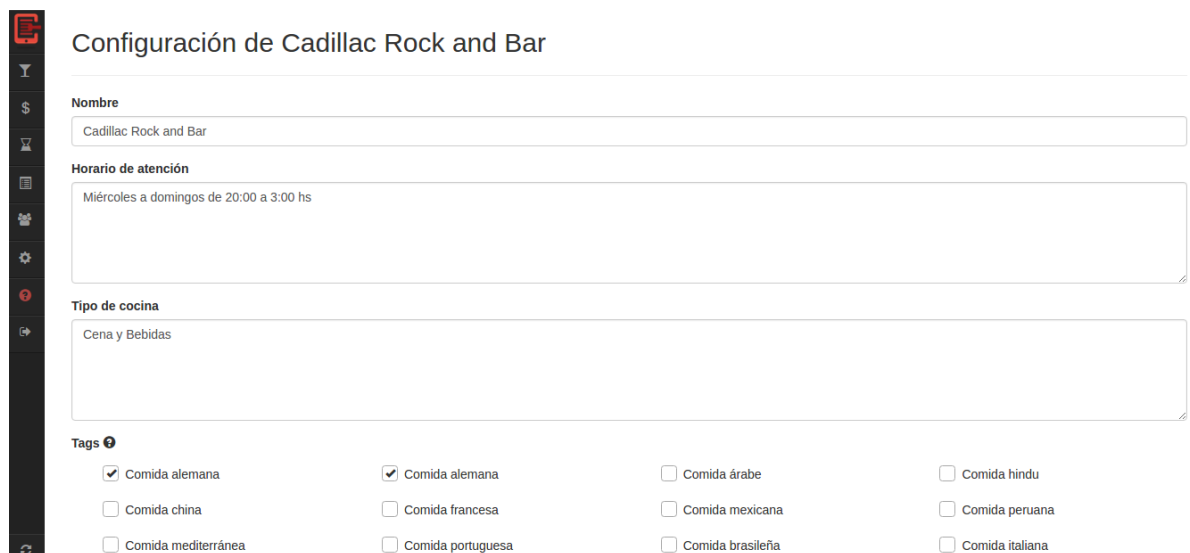 Configuración de Cadillac Rock and Bar
Nombre
Cadillac Rock and Bar
Horario de atención
Miércoles a domingos de 20:00 a 3:00 hs
Tipo de cocina
Cena y Bebidas
Tags
Comida alemana Comida alemana Comida árabe Comida hindu
Comida china Comida francesa Comida mexicana Comida peruana
Comida mediterránea Comida portuguesa Comida brasileña Comida italiana